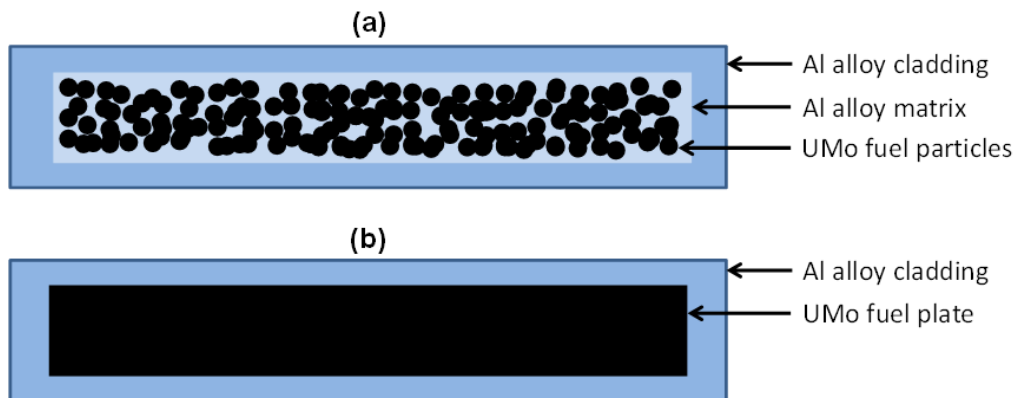 (a)
Al alloy cladding
Al alloy matrix
UMo fuel particles
(b)
Al alloy cladding
UMo fuel plate